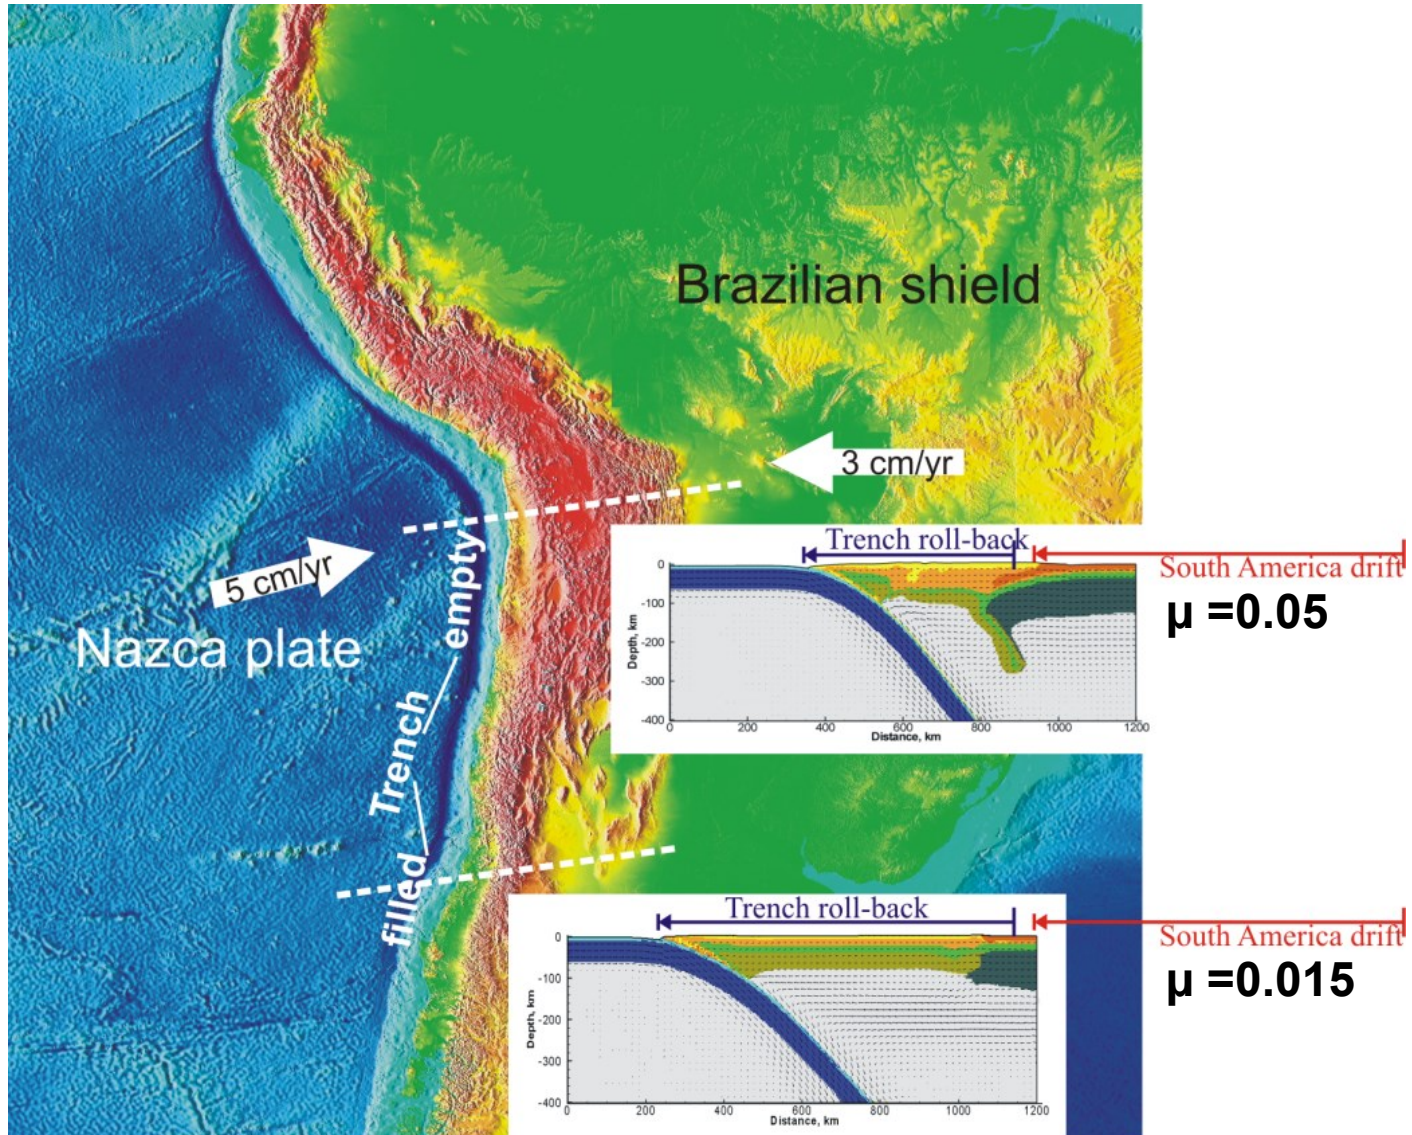 Brazilian shield
3 cm/yr
5 cm/yr
Nazca plate
empty
Trench
filled
Trench roll-back
South America drift
μ =0.05
0
-100
-200
-300
-400
Depth, km
0
200
400
600
800
1000
1200
Distance, km
Trench roll-back
South America drift
μ =0.015
0
-100
-200
-300
-400
Depth, km
0
200
400
600
800
1000
1200
Distance, km